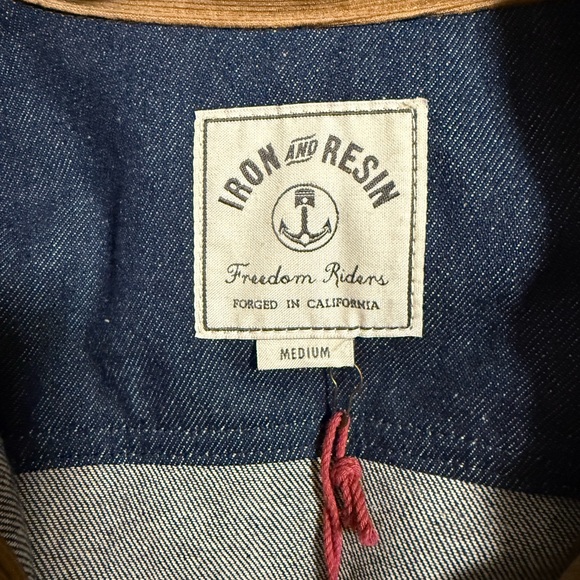 IRON AND RESIN
Freedom Riders
FORGED IN CALIFORNIA
MEDIUM